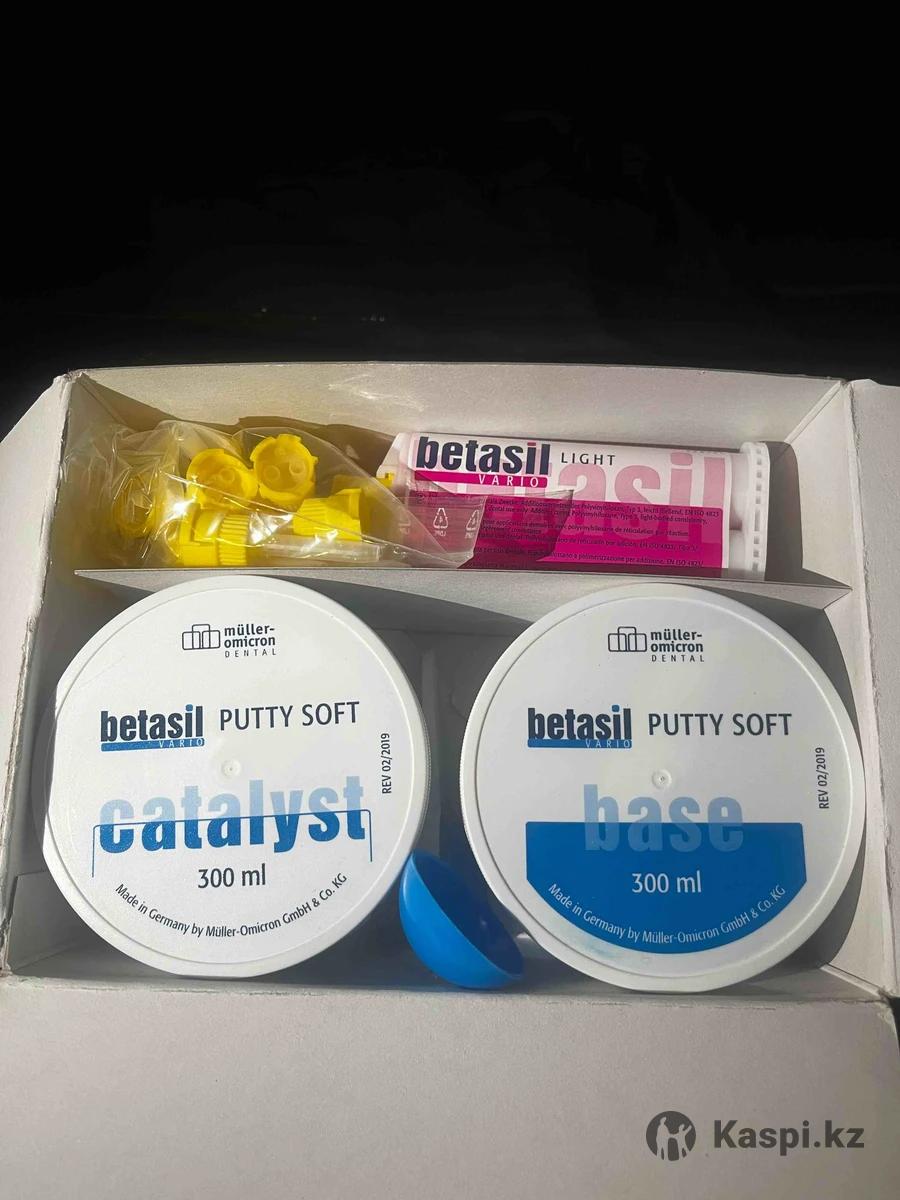 betasil LIGHT
VARIO
betasil
müller-
omicron
DENTAL
betasil PUTTY SOFT
VARIO
catalyst
300 ml
Made in Germany by Müller-Omicron GmbH & Co. KG
REV 02/2019
müller-
omicron
DENTAL
betasil PUTTY SOFT
VARIO
base
300 ml
Made in Germany by Müller-Omicron GmbH & Co. KG
REV 02/2019
Kaspi.kz